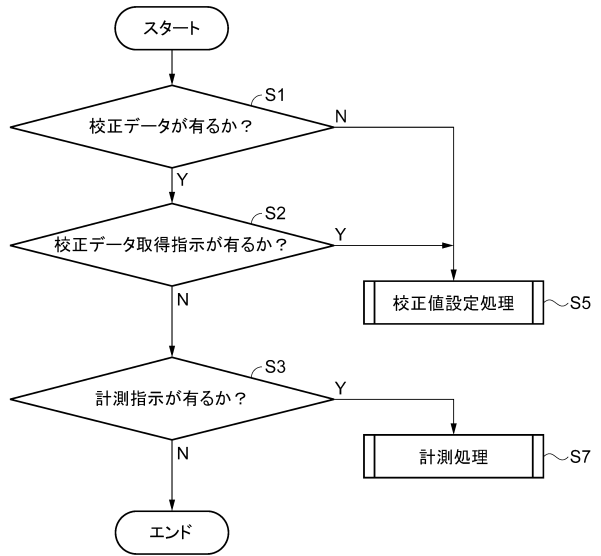 スタート
S1
校正データが有るか？
N
Y
S2
校正データ取得指示が有るか？
Y
N
校正値設定処理
S5
S3
計測指示が有るか？
Y
N
計測処理
S7
エンド